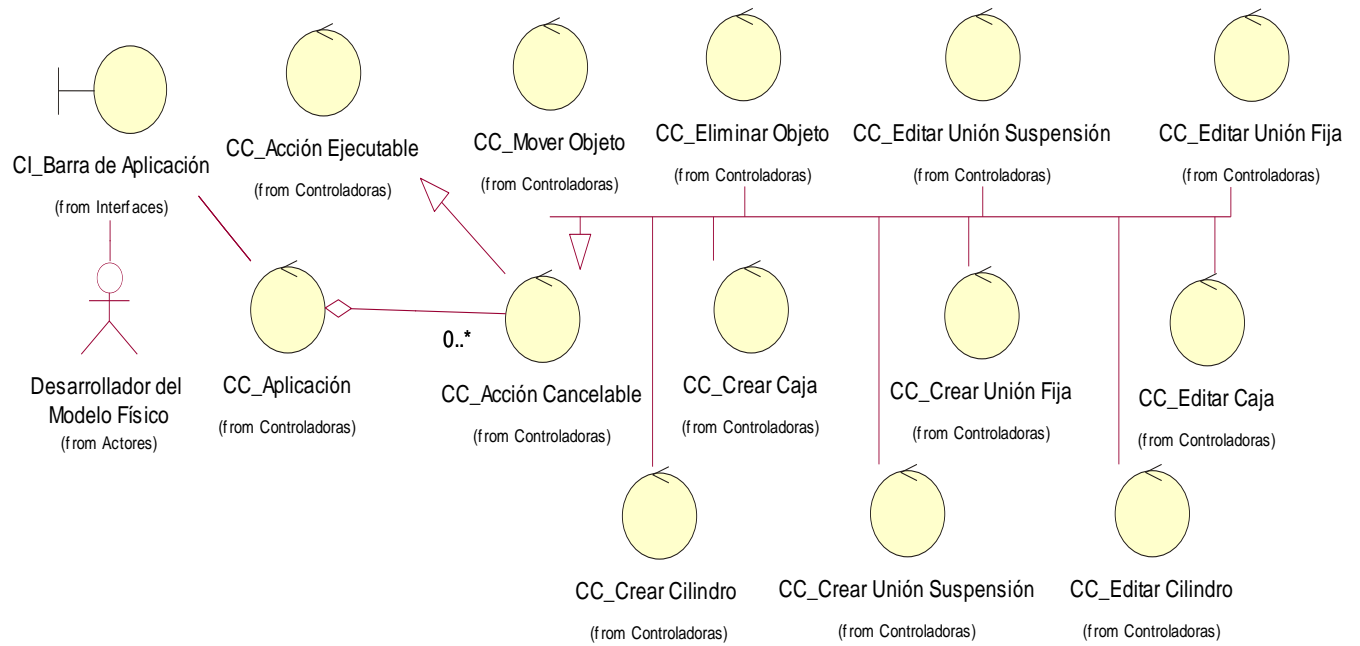 CI_Barra de Aplicación
(from Interfaces)
CC_Acción Ejecutable
(from Controladoras)
CC_Mover Objeto
(from Controladoras)
CC_Eliminar Objeto
(from Controladoras)
CC_Editar Unión Suspensión
(from Controladoras)
CC_Editar Unión Fija
(from Controladoras)
Desarrollador del
Modelo Físico
(from Actores)
CC_Aplicación
(from Controladoras)
0..*
CC_Acción Cancelable
(from Controladoras)
CC_Crear Caja
(from Controladoras)
CC_Crear Unión Fija
(from Controladoras)
CC_Editar Caja
(from Controladoras)
CC_Crear Cilindro
(from Controladoras)
CC_Crear Unión Suspensión
(from Controladoras)
CC_Editar Cilindro
(from Controladoras)